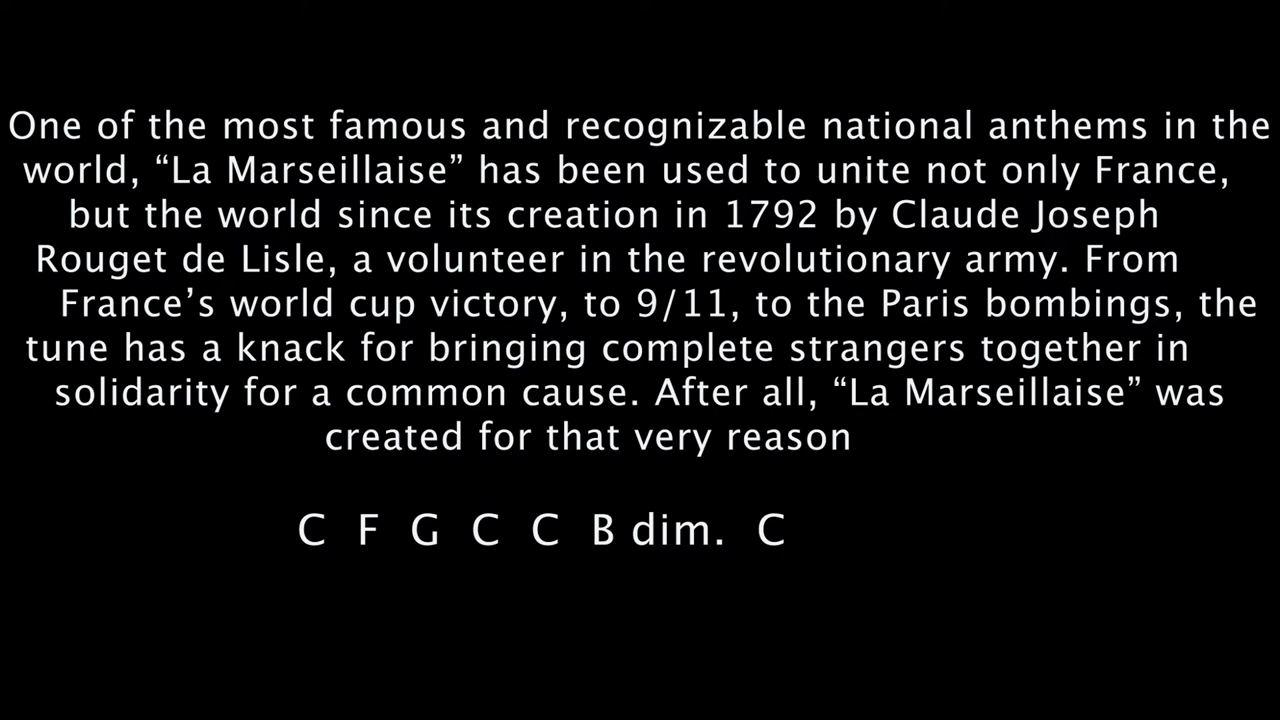 One of the most famous and recognizable national anthems in the
world, “La Marseillaise” has been used to unite not only France,
but the world since its creation in 1792 by Claude Joseph
Rouget de Lisle, a volunteer in the revolutionary army. From
France’s world cup victory, to 9/11, to the Paris bombings, the
tune has a knack for bringing complete strangers together in
solidarity for a common cause. After all, “La Marseillaise” was
created for that very reason
C F G C C B dim. C